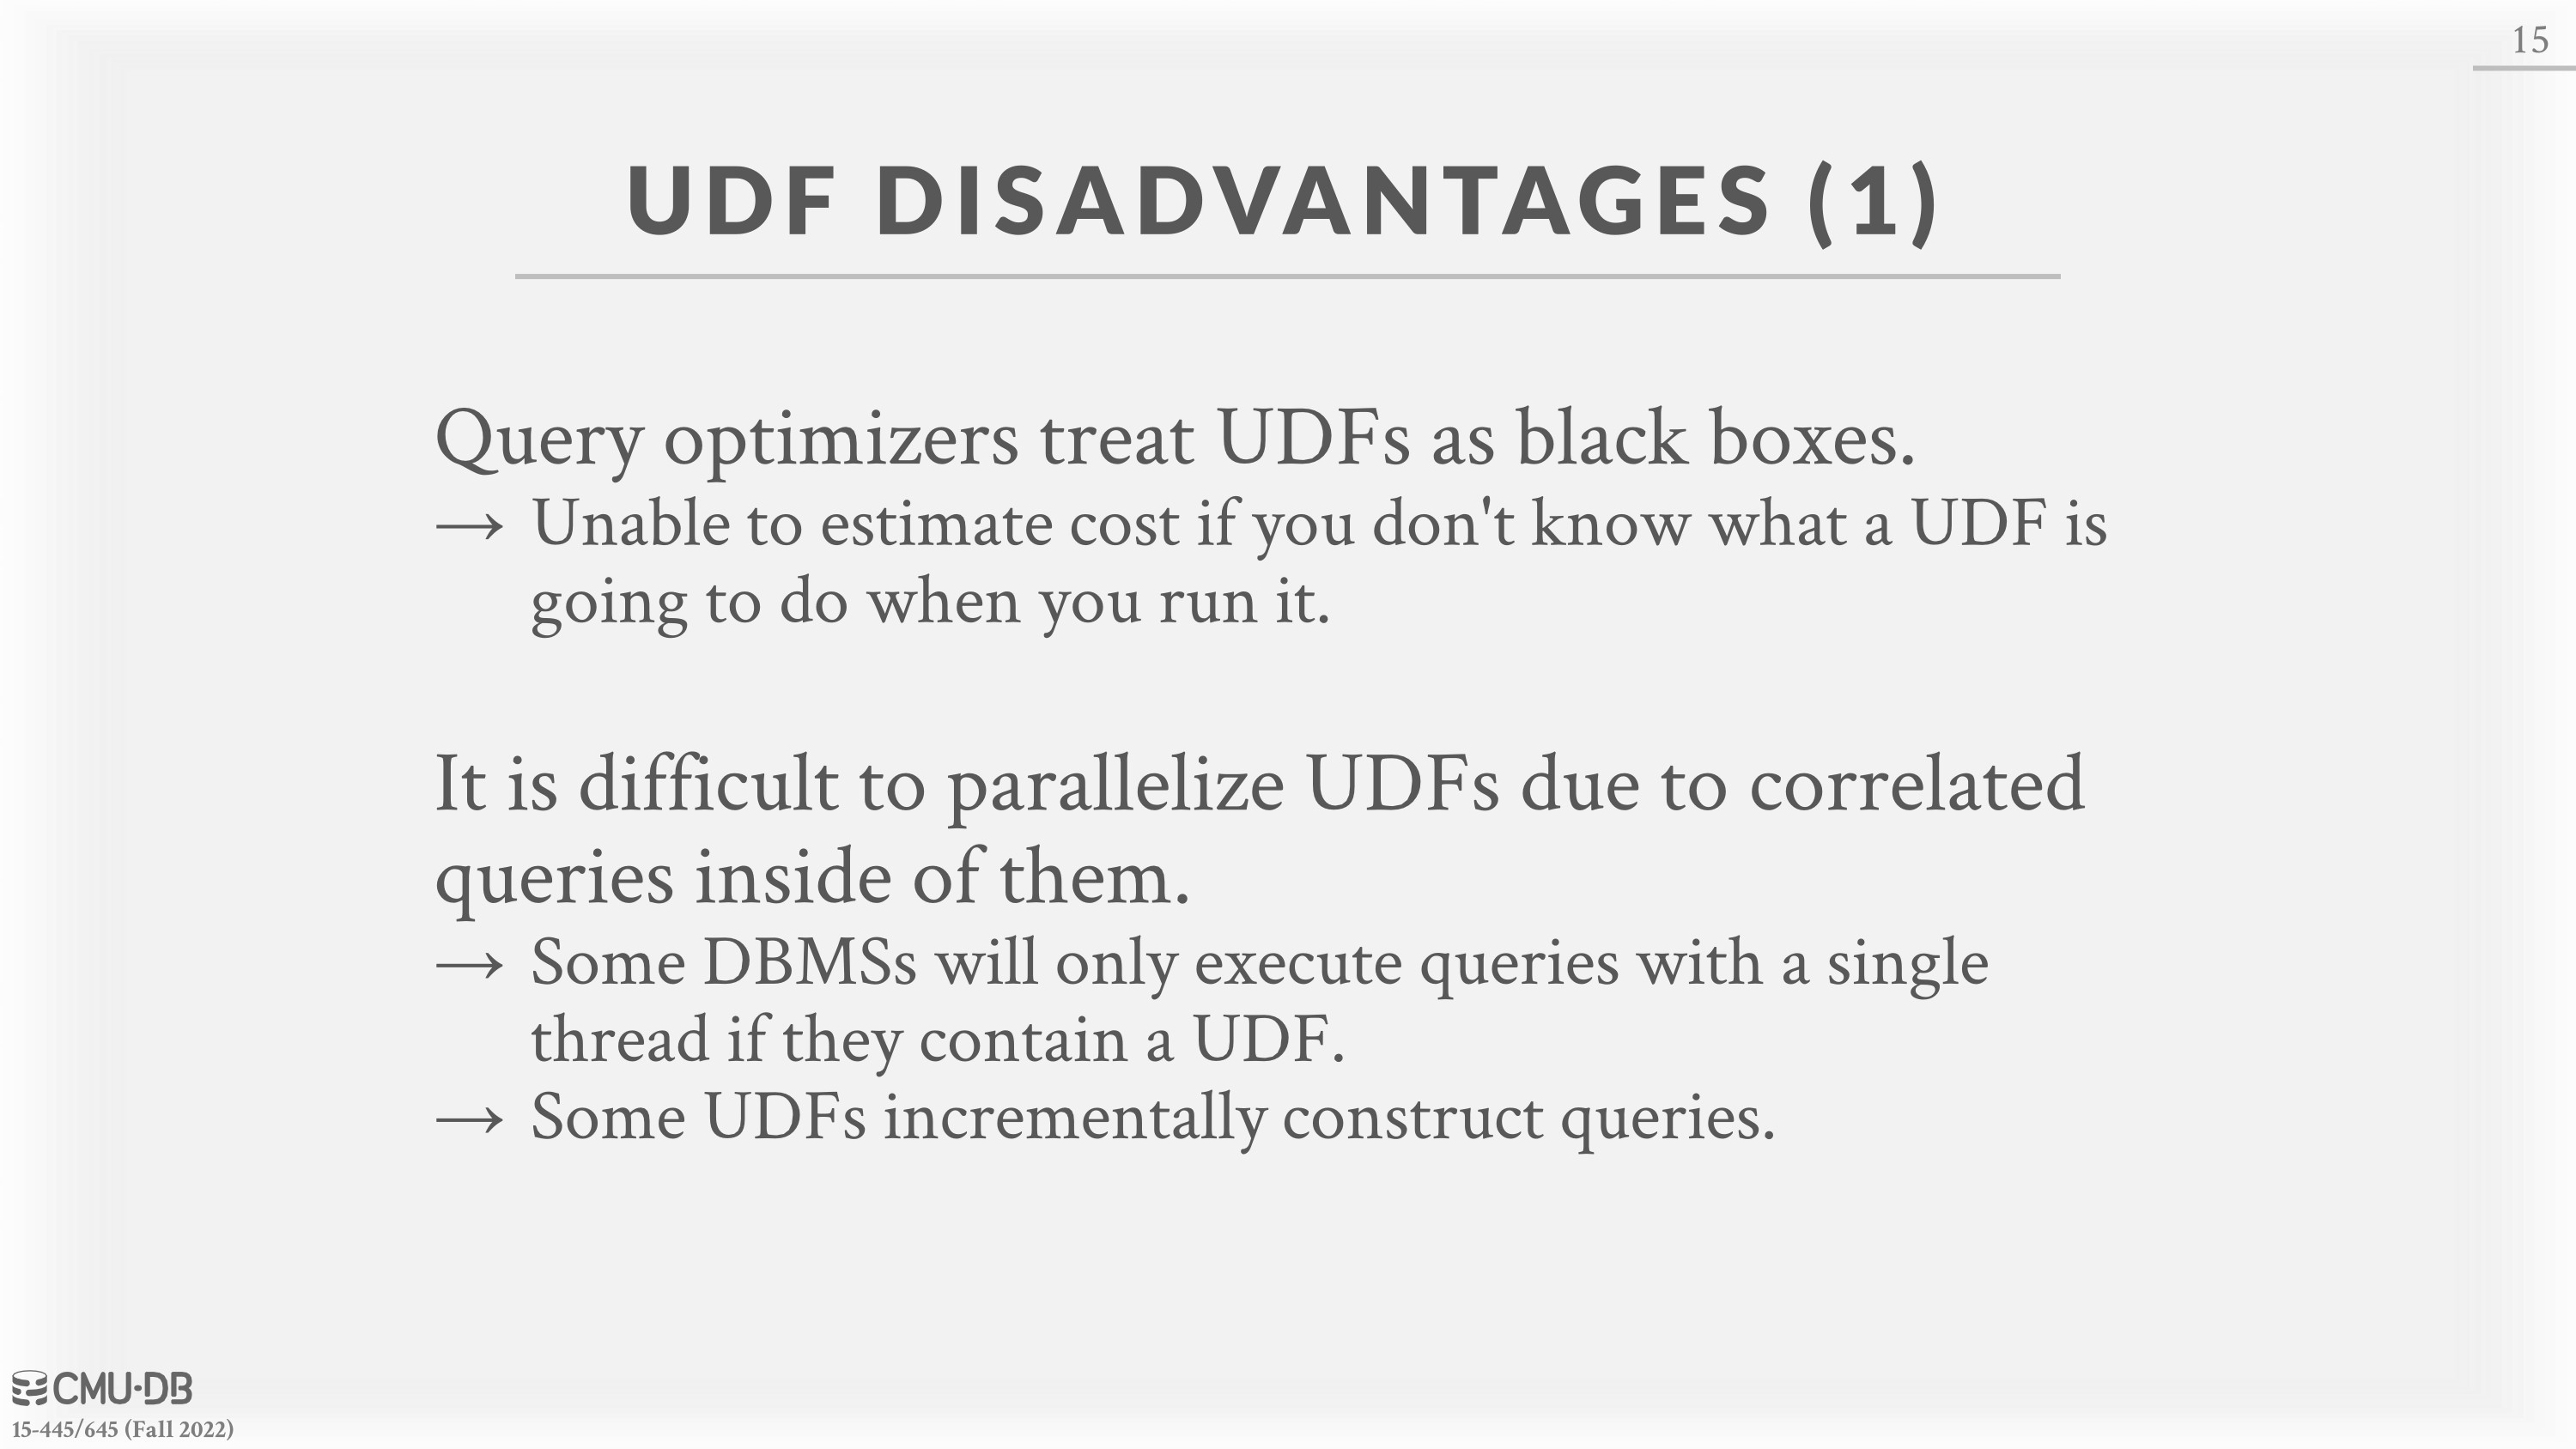 15
UDF DISADVANTAGES (1)
Query optimizers treat UDFs as black boxes.
→ Unable to estimate cost if you don't know what a UDF is
going to do when you run it.
It is difficult to parallelize UDFs due to correlated
queries inside of them.
→ Some DBMSs will only execute queries with a single
thread if they contain a UDF.
→ Some UDFs incrementally construct queries.
CMU·DB
15-445/645 (Fall 2022)